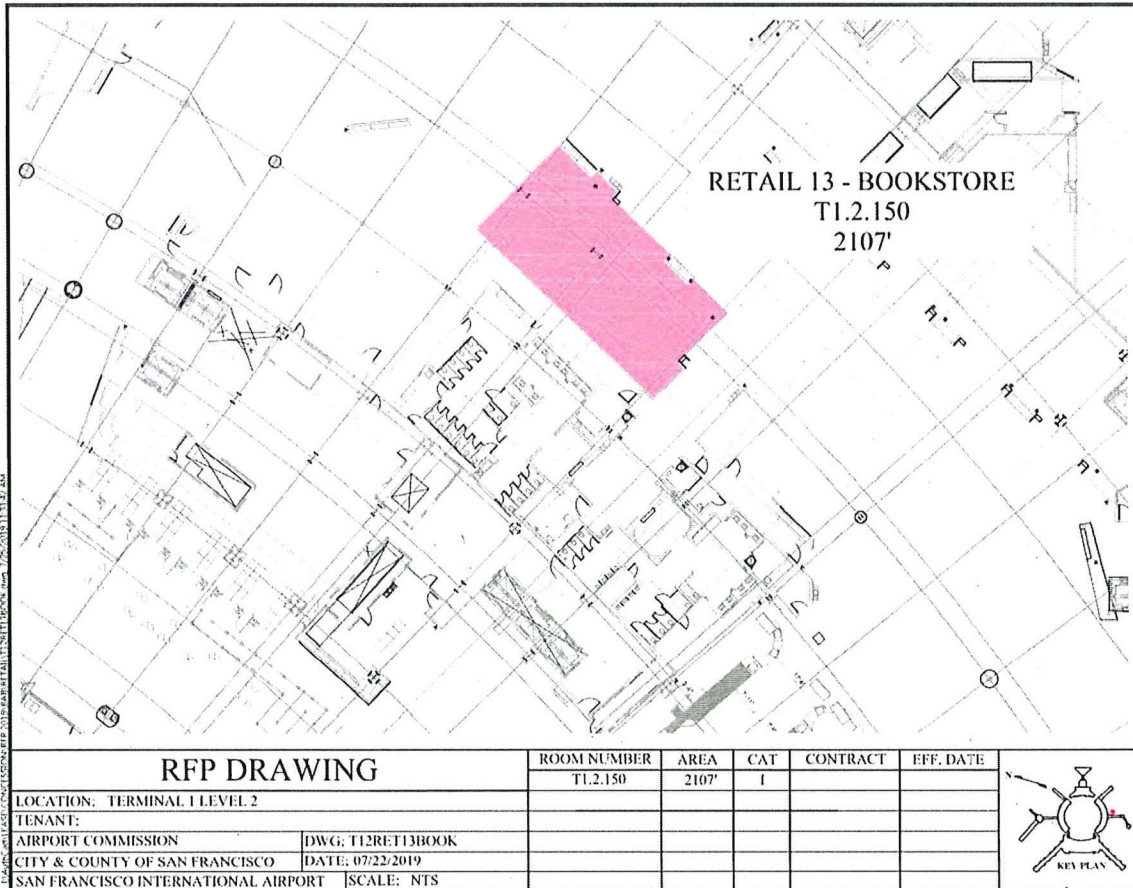 RETAIL 13 - BOOKSTORE
T1.2.150
2107'
RFP DRAWING
ROOM NUMBER AREA CAT CONTRACT EFF. DATE
T1.2.150 2107' 1
LOCATION: TERMINAL 1 LEVEL 2
TENANT:
AIRPORT COMMISSION DWG: T12RET13BOOK
CITY & COUNTY OF SAN FRANCISCO DATE: 07/22/2019
SAN FRANCISCO INTERNATIONAL AIRPORT SCALE: NTS
N
KEY PLAN